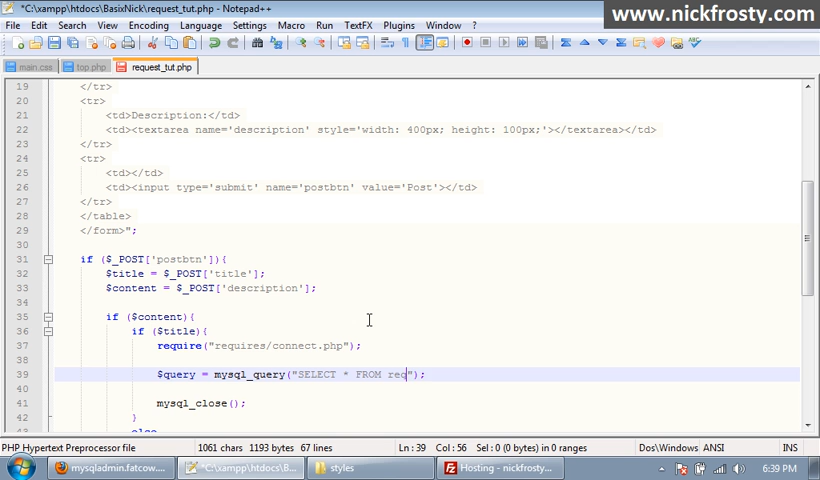 *C:\xampp\htdocs\BasixNick\request_tut.php - Notepad++
www.nickfrosty.com
File Edit Search View Encoding Language Settings Macro Run TextFX Plugins Window ?
main.css top.php request_tut.php
19 </tr>
20 <tr>
21 <td>Description:</td>
22 <td><textarea name='description' style='width: 400px; height: 100px;'></textarea></td>
23 </tr>
24 <tr>
25 <td></td>
26 <td><input type='submit' name='postbtn' value='Post'></td>
27 </tr>
28 </table>
29 </form>";
30
31 if ($_POST['postbtn']){
32 $title = $_POST['title'];
33 $content = $_POST['description'];
34
35 if ($content){
36 if ($title){
37 require("requires/connect.php");
38
39 $query = mysql_query("SELECT * FROM req");
40
41 mysql_close();
42 }
else
PHP Hypertext Preprocessor file 1061 chars 1193 bytes 67 lines Ln : 39 Col : 56 Sel : 0 (0 bytes) in 0 ranges Dos\Windows ANSI INS
mysqladmin.fatcow.... *C:\xampp\htdocs\B... styles Hosting - nickfrosty... 6:39 PM